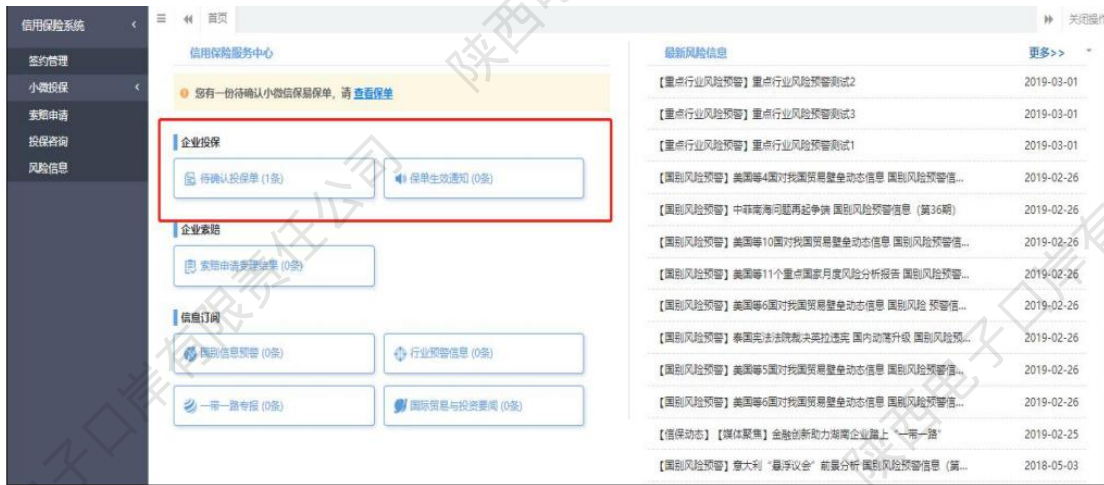 信用保险系统
签约管理
小微投保
索赔申请
投保咨询
风险信息
首页
关闭操作
信用保险服务中心
您有一份待确认小微信保易保单，请 查看保单
企业投保
待确认投保单 (1条)
保单生效通知 (0条)
企业索赔
索赔申请受理结果 (0条)
信息订阅
国别信息预警 (0条)
行业预警信息 (0条)
一带一路专报 (0条)
国际贸易与投资要闻 (0条)
最新风险信息
更多>>
【重点行业风险预警】重点行业风险预警测试2 2019-03-01
【重点行业风险预警】重点行业风险预警测试3 2019-03-01
【重点行业风险预警】重点行业风险预警测试1 2019-03-01
【国别风险预警】美国等4国对我国贸易壁垒动态信息 国别风险预警信... 2019-02-26
【国别风险预警】中菲南海问题再起争端 国别风险预警信息（第36期） 2019-02-26
【国别风险预警】美国等10国对我国贸易壁垒动态信息 国别风险预警信... 2019-02-26
【国别风险预警】美国等11个重点国家月度风险分析报告 国别风险预警... 2019-02-26
【国别风险预警】美国等6国对我国贸易壁垒动态信息 国别风险 预警信... 2019-02-26
【国别风险预警】泰国宪法法院裁决英拉违宪 国内动荡升级 国别风险预... 2019-02-26
【国别风险预警】美国等5国对我国贸易壁垒动态信息 国别风险预警信... 2019-02-26
【国别风险预警】美国等6国对我国贸易壁垒动态信息 国别风险预警信... 2019-02-26
【信保动态】【媒体聚焦】金融创新助力湖南企业踏上“一带一路” 2019-02-25
【国别风险预警】意大利“悬浮议会”前景分析 国别风险预警信息（第... 2018-05-03
陕西电
子口岸有限责任公司
陕西电子口岸有